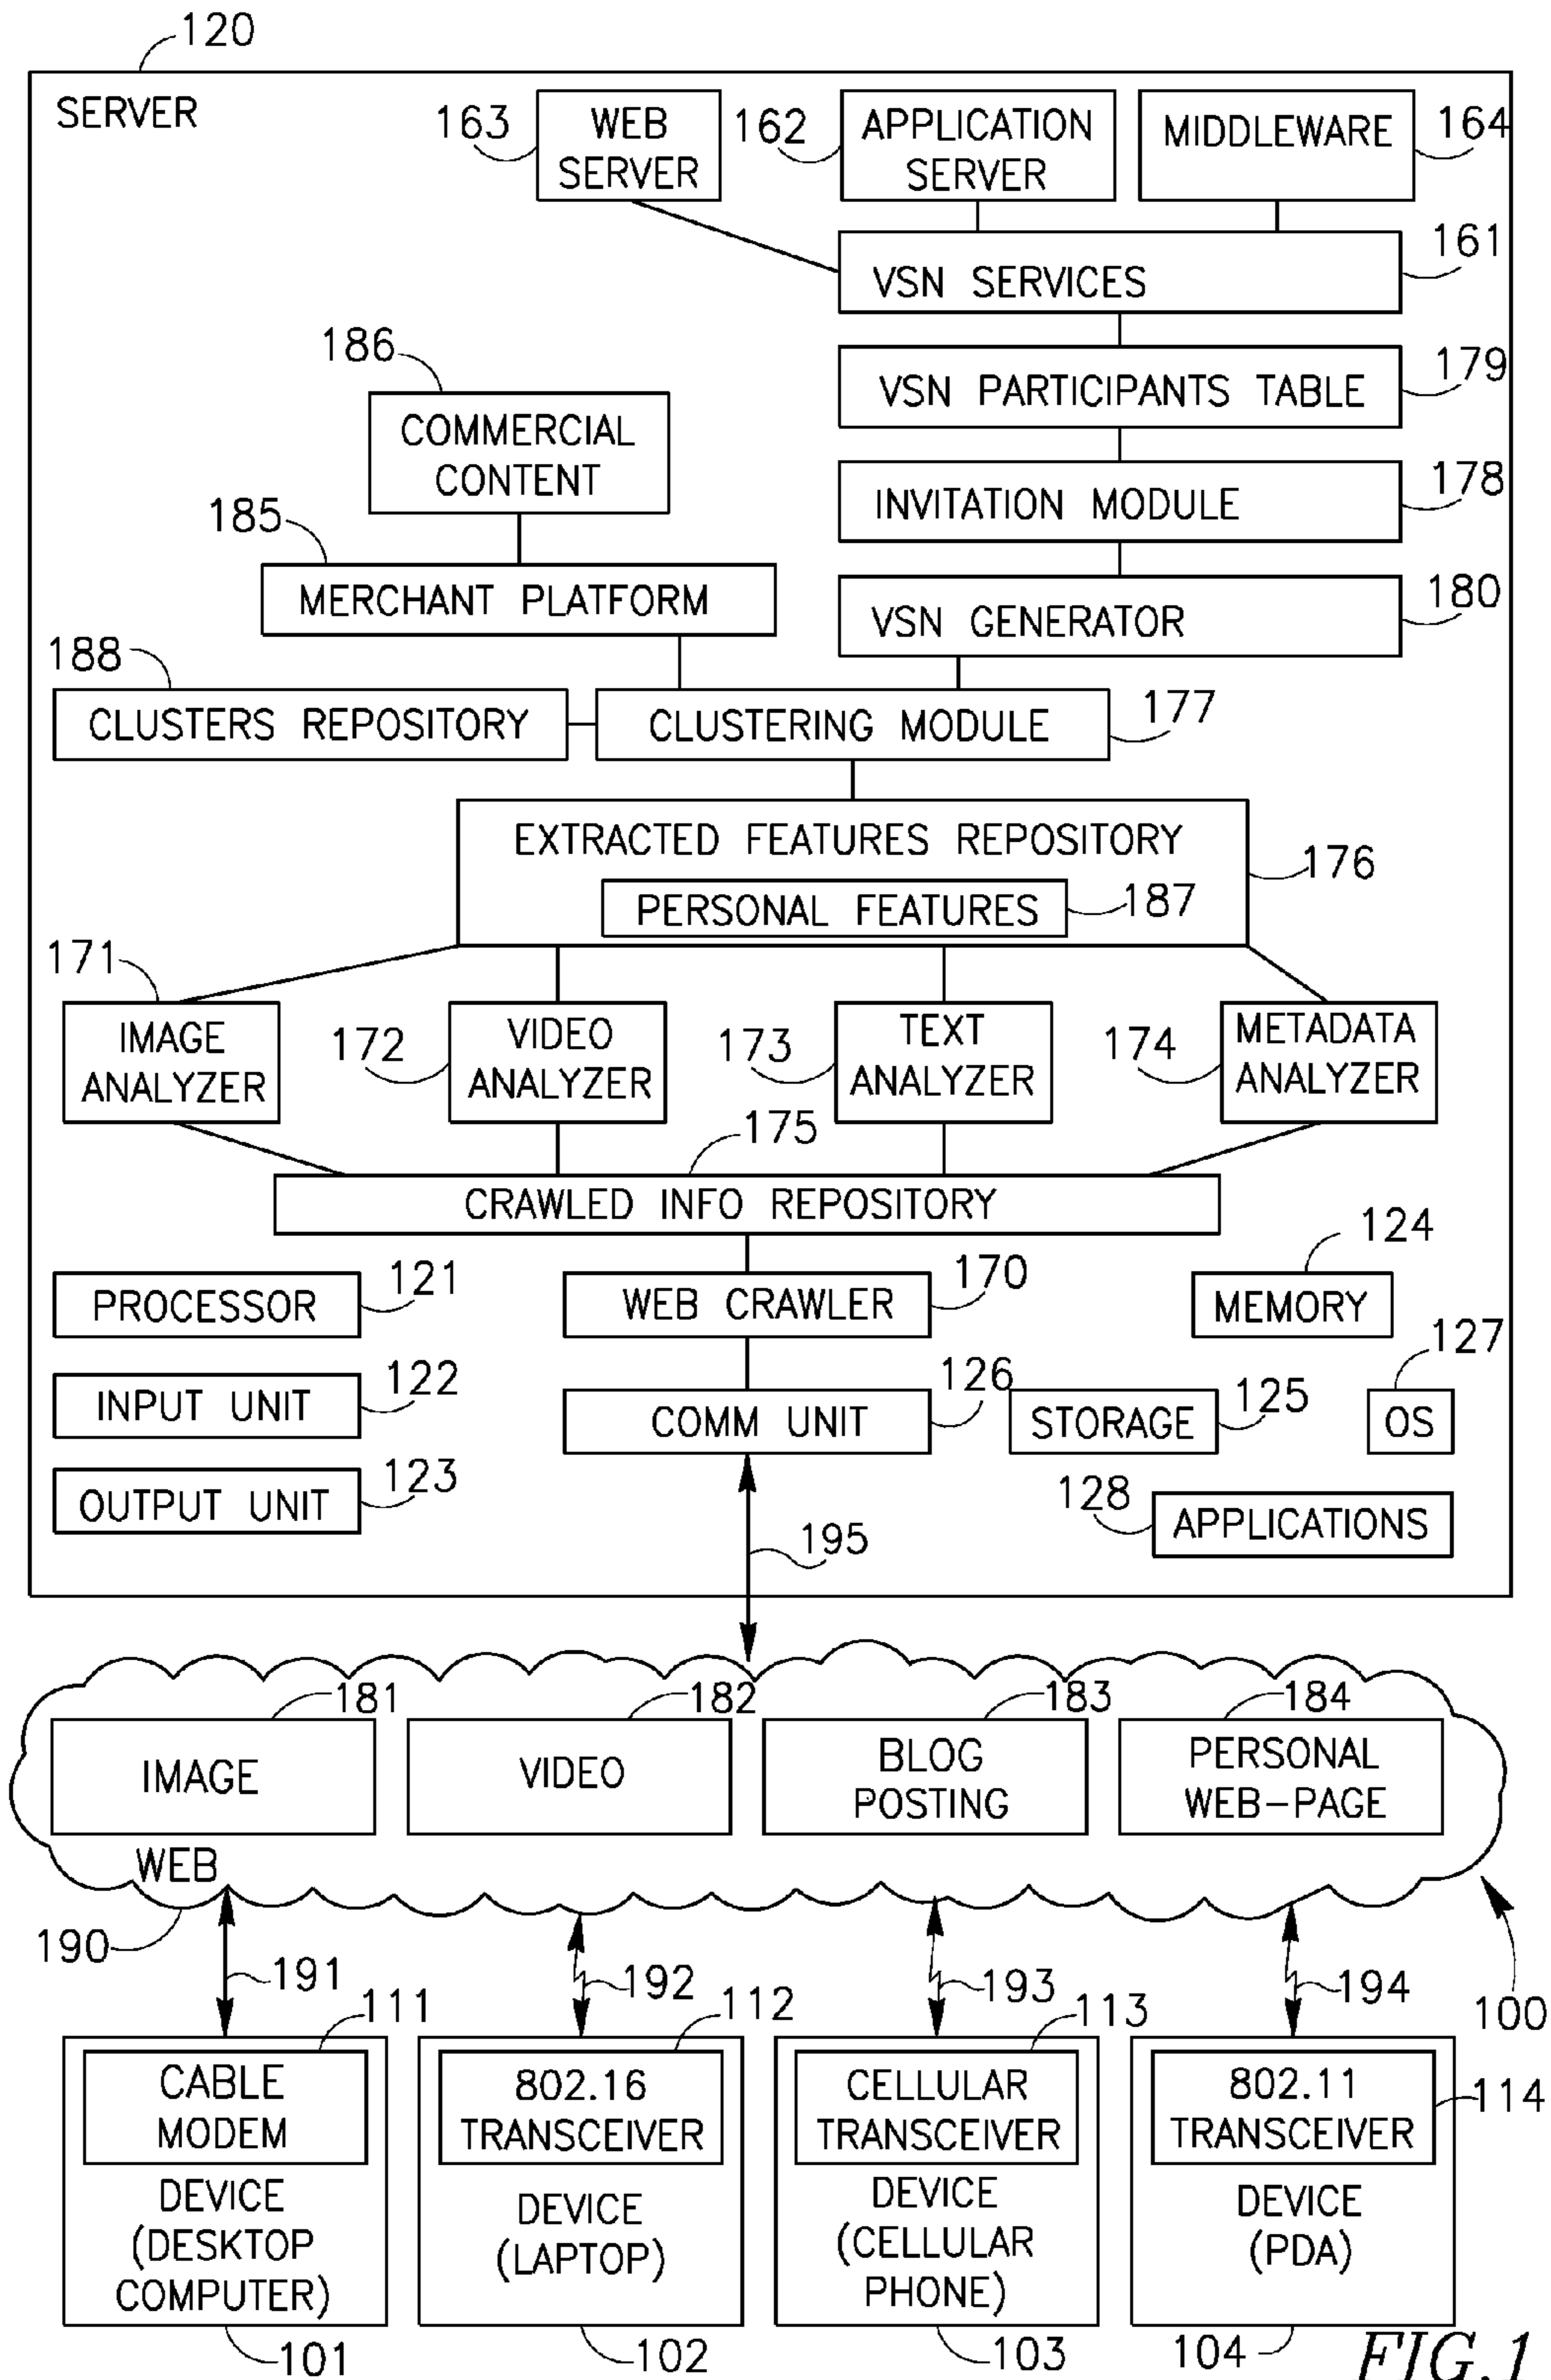 120
SERVER
163
WEB
SERVER
162
APPLICATION
SERVER
MIDDLEWARE
164
VSN SERVICES
161
186
COMMERCIAL
CONTENT
VSN PARTICIPANTS TABLE
179
185
MERCHANT PLATFORM
INVITATION MODULE
178
VSN GENERATOR
180
188
CLUSTERS REPOSITORY
CLUSTERING MODULE
177
EXTRACTED FEATURES REPOSITORY
176
PERSONAL FEATURES
187
171
IMAGE
ANALYZER
172
VIDEO
ANALYZER
173
TEXT
ANALYZER
174
METADATA
ANALYZER
175
CRAWLED INFO REPOSITORY
PROCESSOR
121
WEB CRAWLER
170
124
MEMORY
INPUT UNIT
122
COMM UNIT
126
STORAGE
125
127
OS
OUTPUT UNIT
123
128
APPLICATIONS
195
181
IMAGE
182
VIDEO
183
BLOG
POSTING
184
PERSONAL
WEB-PAGE
WEB
190
191
192
193
194
100
111
CABLE
MODEM
DEVICE
(DESKTOP
COMPUTER)
101
112
802.16
TRANSCEIVER
DEVICE
(LAPTOP)
102
113
CELLULAR
TRANSCEIVER
DEVICE
(CELLULAR
PHONE)
103
802.11
TRANSCEIVER
114
DEVICE
(PDA)
104
FIG.1